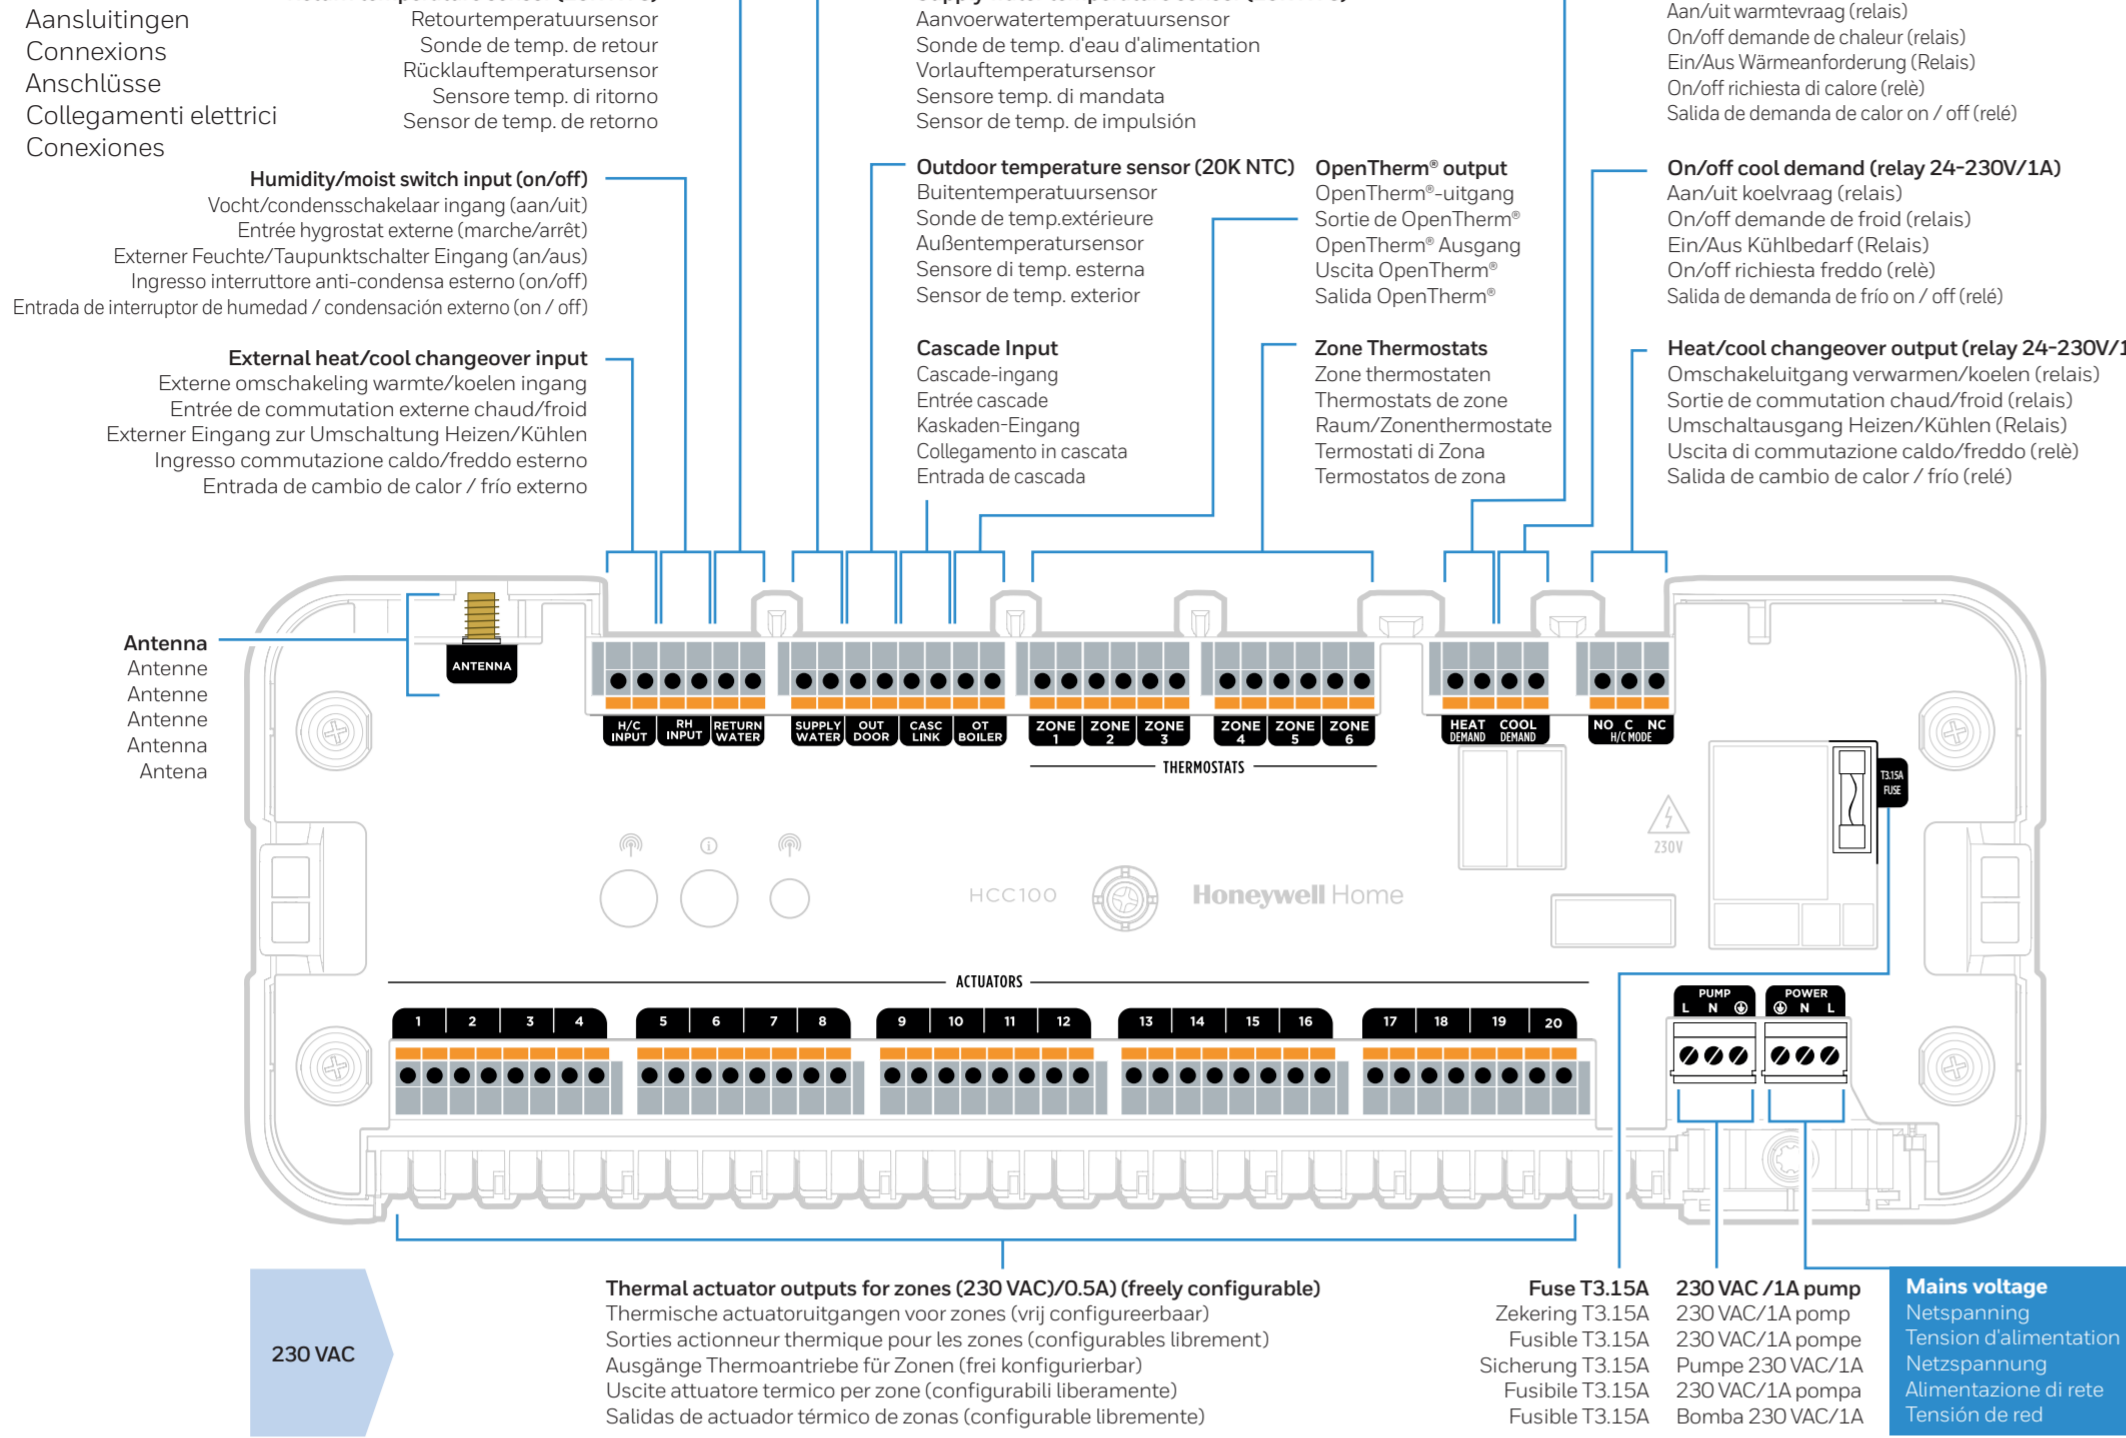 Aansluitingen
Connexions
Anschlüsse
Collegamenti elettrici
Conexiones
Retourtemperatuursensor
Sonde de temp. de retour
Rücklauftemperatursensor
Sensore temp. di ritorno
Sensor de temp. de retorno
Aanvoerwatertemperatuursensor
Sonde de temp. d'eau d'alimentation
Vorlauftemperatursensor
Sensore temp. di mandata
Sensor de temp. de impulsión
Aan/uit warmtevraag (relais)
On/off demande de chaleur (relais)
Ein/Aus Wärmeanforderung (Relais)
On/off richiesta di calore (relè)
Salida de demanda de calor on / off (relé)
Humidity/moist switch input (on/off)
Vocht/condensschakelaar ingang (aan/uit)
Entrée hygrostat externe (marche/arrêt)
Externer Feuchte/Taupunktschalter Eingang (an/aus)
Ingresso interruttore anti-condensa esterno (on/off)
Entrada de interruptor de humedad / condensación externo (on / off)
Outdoor temperature sensor (20K NTC)
Buitentemperatuursensor
Sonde de temp.extérieure
Außentemperatursensor
Sensore di temp. esterna
Sensor de temp. exterior
OpenTherm® output
OpenTherm®-uitgang
Sortie de OpenTherm®
OpenTherm® Ausgang
Uscita OpenTherm®
Salida OpenTherm®
On/off cool demand (relay 24-230V/1A)
Aan/uit koelvraag (relais)
On/off demande de froid (relais)
Ein/Aus Kühlbedarf (Relais)
On/off richiesta freddo (relè)
Salida de demanda de frío on / off (relé)
External heat/cool changeover input
Externe omschakeling warmte/koelen ingang
Entrée de commutation externe chaud/froid
Externer Eingang zur Umschaltung Heizen/Kühlen
Ingresso commutazione caldo/freddo esterno
Entrada de cambio de calor / frío externo
Cascade Input
Cascade-ingang
Entrée cascade
Kaskaden-Eingang
Collegamento in cascata
Entrada de cascada
Zone Thermostats
Zone thermostaten
Thermostats de zone
Raum/Zonenthermostate
Termostati di Zona
Termostatos de zona
Heat/cool changeover output (relay 24-230V/1
Omschakeluitgang verwarmen/koelen (relais)
Sortie de commutation chaud/froid (relais)
Umschaltausgang Heizen/Kühlen (Relais)
Uscita di commutazione caldo/freddo (relè)
Salida de cambio de calor / frío (relé)
Antenna
Antenne
Antenne
Antenne
Antenna
Antena
ANTENNA
H/C INPUT
RH INPUT
RETURN WATER
SUPPLY WATER
OUT DOOR
CASC LINK
OT BOILER
ZONE 1
ZONE 2
ZONE 3
ZONE 4
ZONE 5
ZONE 6
THERMOSTATS
HEAT DEMAND
COOL DEMAND
NO C NC
H/C MODE
T3.15A
FUSE
230V
HCC100
Honeywell Home
ACTUATORS
1 2 3 4
5 6 7 8
9 10 11 12
13 14 15 16
17 18 19 20
PUMP
L N
POWER
N L
230 VAC
Thermal actuator outputs for zones (230 VAC)/0.5A) (freely configurable)
Thermische actuatoruitgangen voor zones (vrij configureerbaar)
Sorties actionneur thermique pour les zones (configurables librement)
Ausgänge Thermoantriebe für Zonen (frei konfigurierbar)
Uscite attuatore termico per zone (configurabili liberamente)
Salidas de actuador térmico de zonas (configurable libremente)
Fuse T3.15A
Zekering T3.15A
Fusible T3.15A
Sicherung T3.15A
Fusibile T3.15A
Fusible T3.15A
230 VAC /1A pump
230 VAC/1A pomp
230 VAC/1A pompe
Pumpe 230 VAC/1A
230 VAC/1A pompa
Bomba 230 VAC/1A
Mains voltage
Netspanning
Tension d'alimentation
Netzspannung
Alimentazione di rete
Tensión de red